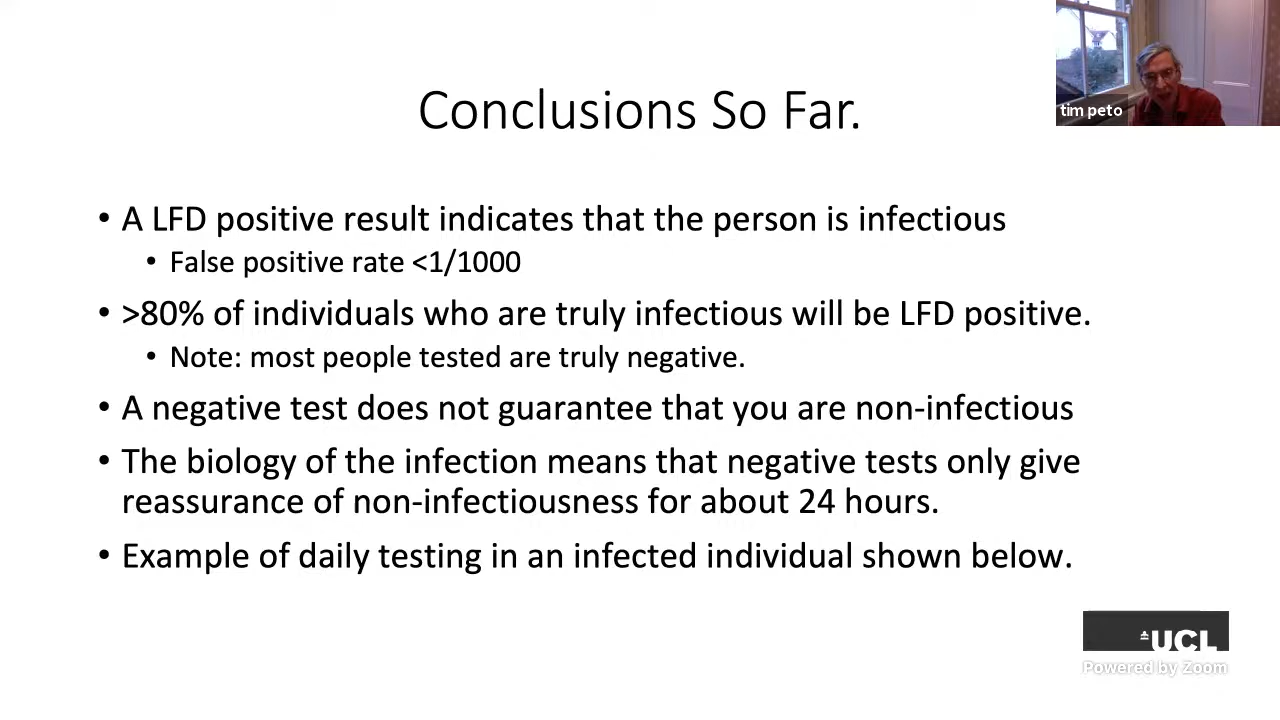 tim peto
Conclusions So Far.
• A LFD positive result indicates that the person is infectious
• False positive rate <1/1000
• >80% of individuals who are truly infectious will be LFD positive.
• Note: most people tested are truly negative.
• A negative test does not guarantee that you are non-infectious
• The biology of the infection means that negative tests only give
reassurance of non-infectiousness for about 24 hours.
• Example of daily testing in an infected individual shown below.
UCL
Powered by Zoom